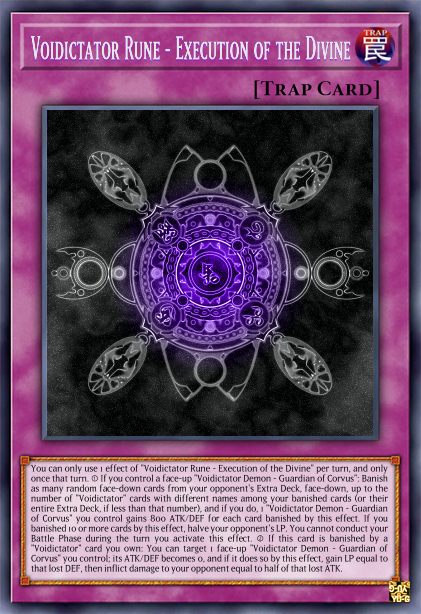 VOIDICTATOR RUNE - EXECUTION OF THE DIVINE
TRAP
罠
[TRAP CARD]
You can only use 1 effect of "Voidictator Rune - Execution of the Divine" per turn, and only
once that turn. ① If you control a face-up "Voidictator Demon - Guardian of Corvus": Banish
as many random face-down cards from your opponent's Extra Deck, face-down, up to the
number of "Voidictator" cards with different names among your banished cards (or their
entire Extra Deck, if less than that number), and if you do, 1 "Voidictator Demon - Guardian
of Corvus" you control gains 800 ATK/DEF for each card banished by this effect. If you
banished 10 or more cards by this effect, halve your opponent's LP. You cannot conduct your
Battle Phase during the turn you activate this effect. ② If this card is banished by a
"Voidictator" card you own: You can target 1 face-up "Voidictator Demon - Guardian of
Corvus" you control; its ATK/DEF becomes 0, and if it does so by this effect, gain LP equal to
that lost DEF, then inflict damage to your opponent equal to half of that lost ATK.